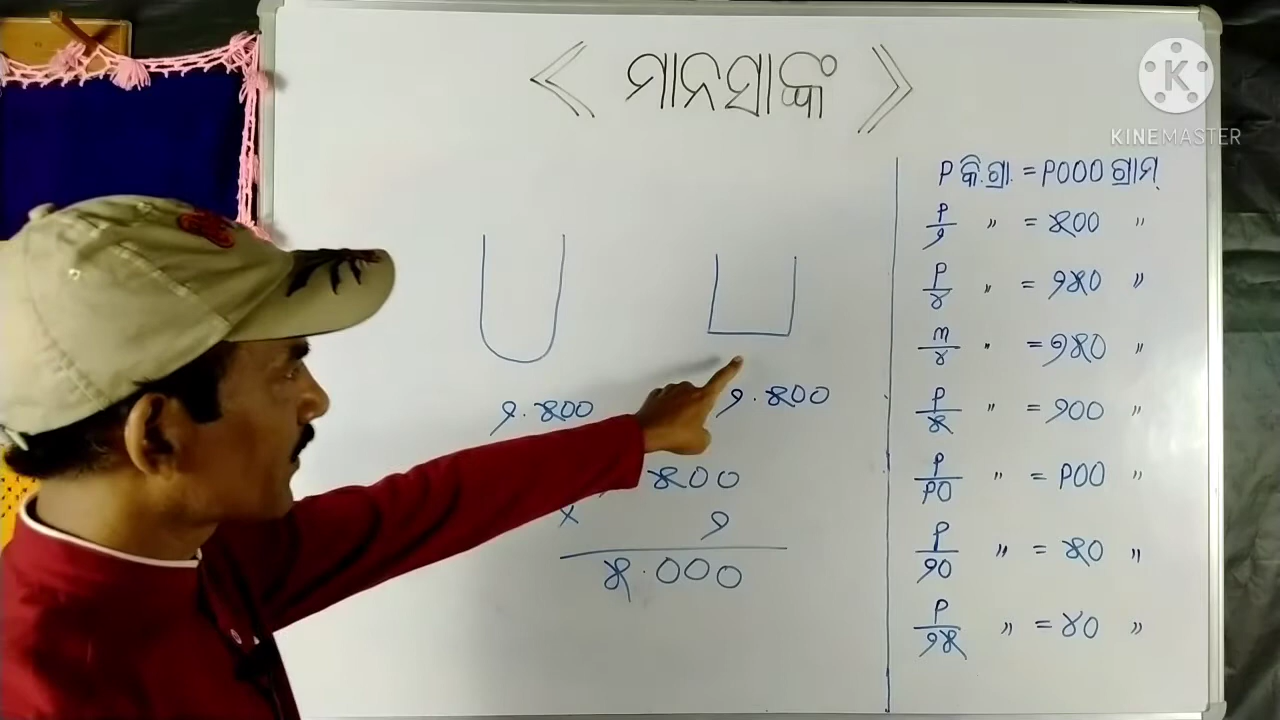 《 ମାନସାଙ୍କ 》
KINEMASTER
୨.୫୦୦ ୨.୫୦୦
୫୦୦
x ୨
୫.୦୦୦
୧ କି.ଗ୍ରା. = ୧୦୦୦ ଗ୍ରାମ୍
୧/୨ " = ୫୦୦ "
୧/୪ " = ୨୫୦ "
୩/୪ " = ୭୫୦ "
୧/୫ " = ୨୦୦ "
୧/୧୦ " = ୧୦୦ "
୧/୨୦ " = ୫୦ "
୧/୨୫ " = ୪୦ "